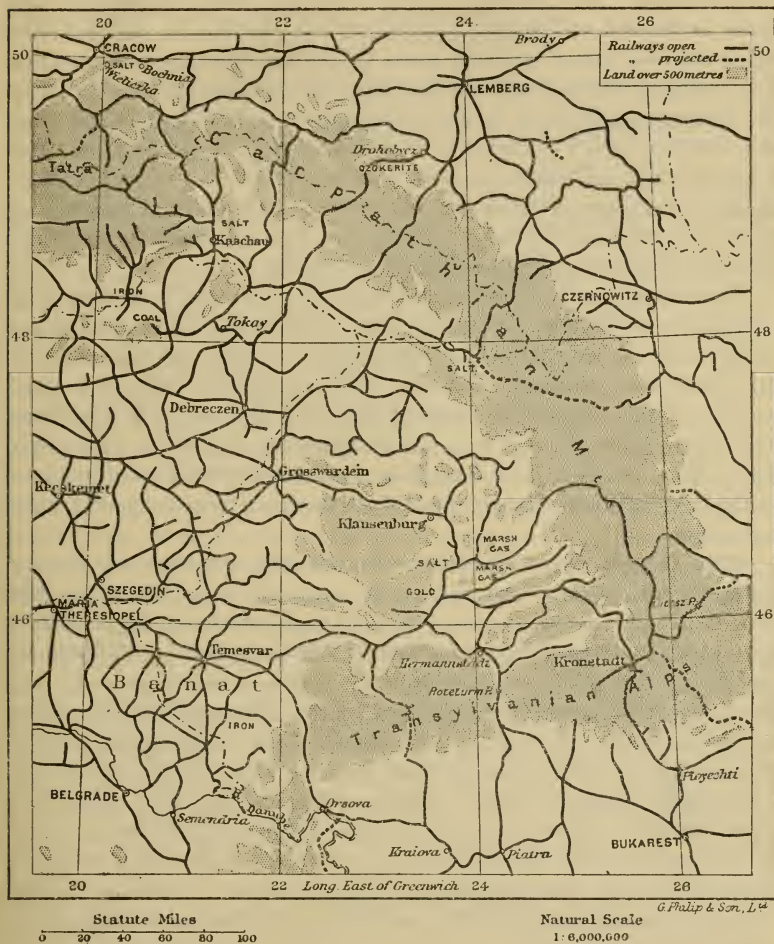 20 22 24 26
50 50
CRACOW
SALT Bochnia
Wieliczka
Brody
Railways open
„ projected
Land over 500 metres
LEMBERG
Drohobycz
OZOKERITE
Tatra
Carpathian M
SALT
Kaschau
IRON
COAL
Tokay
CZERNOWITZ
48 48
SALT
Debreczen
Grosswardein
Kecskemet
Klausenburg
MARSH
GAS
SALT
MARSH
GAS
GOLD
SZEGEDIN
MARIA
THERESIOPEL
46 46
Temesvar
Hermannstadt
Kronstadt
Banat
Roteturm P.
Transylvanian Alps
IRON
BELGRADE
Semendria
Danube
Orsova
Ployeshti
Kraiova
Piatra
BUKAREST
20 22 Long. East of Greenwich 24 26
G. Philip & Son, Ltd
Statute Miles
0 20 40 60 80 100
Natural Scale
1:6,000,000